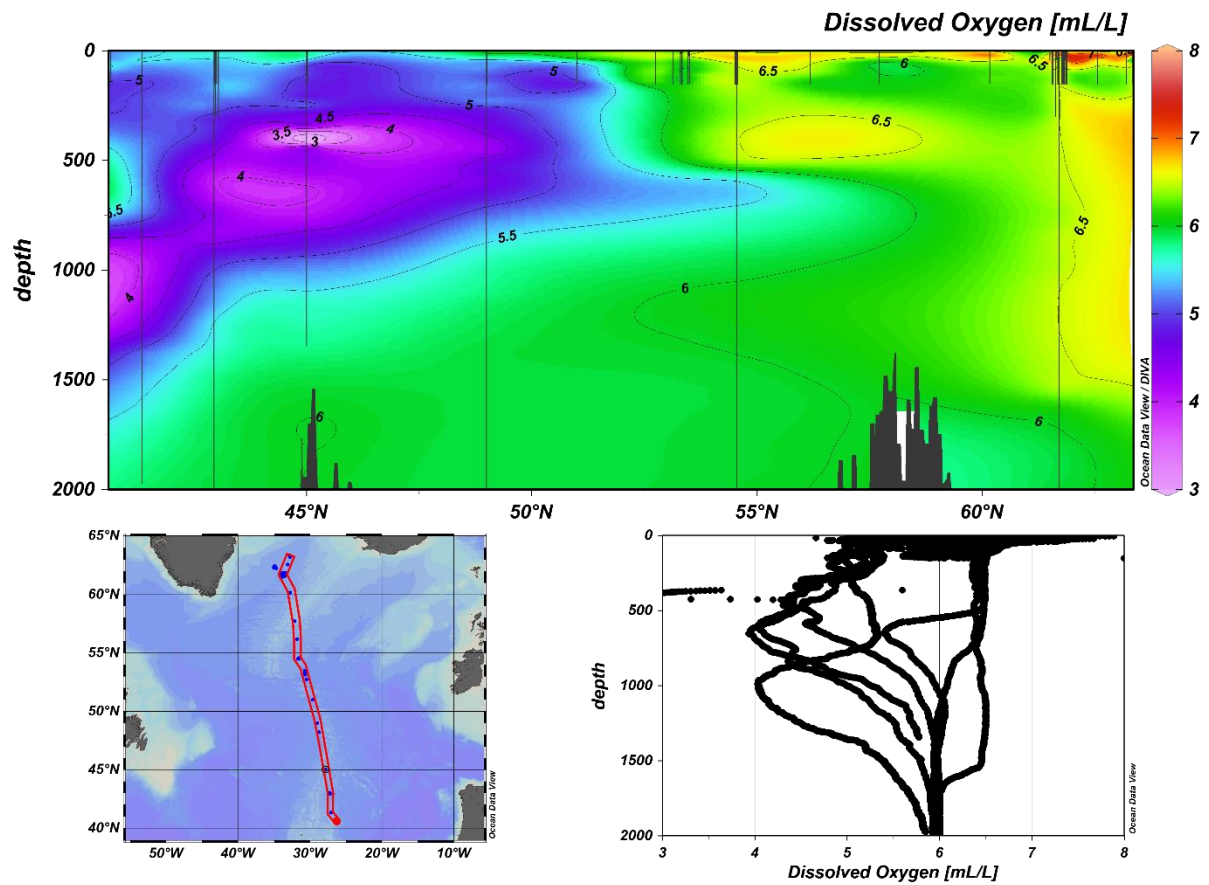 Dissolved Oxygen [mL/L]
0
500
1000
1500
2000
depth
45°N
50°N
55°N
60°N
5
5
5
4.5
3.5
3
4
4
4
5.5
5.5
6.5
6
6.5
6
6
6
6.5
6.5
6.5
8
7
6
5
4
3
Ocean Data View / DIVA
65°N
60°N
55°N
50°N
45°N
40°N
50°W
40°W
30°W
20°W
10°W
Ocean Data View
0
500
1000
1500
2000
depth
3
4
5
6
7
8
Dissolved Oxygen [mL/L]
Ocean Data View